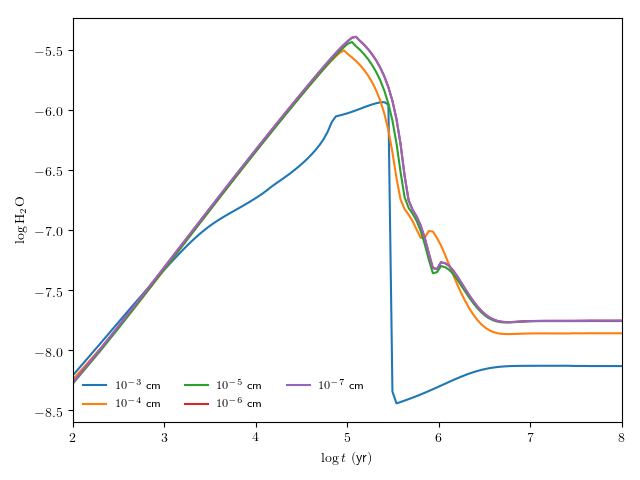 −5.5
−6.0
−6.5
−7.0
−7.5
−8.0
−8.5
log H₂O
10⁻³ cm 10⁻⁵ cm 10⁻⁷ cm
10⁻⁴ cm 10⁻⁶ cm
2 3 4 5 6 7 8
log t (yr)